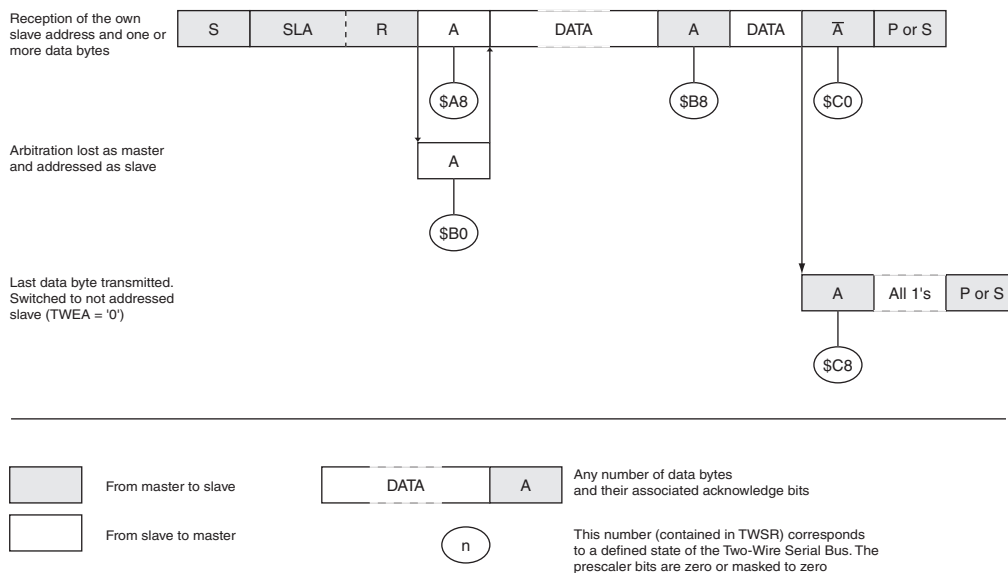 Reception of the own
slave address and one or
more data bytes
S SLA R A DATA A DATA A̅ P or S
$A8 $B8 $C0
Arbitration lost as master
and addressed as slave
A
$B0
Last data byte transmitted.
Switched to not addressed
slave (TWEA = '0')
A All 1's P or S
$C8
From master to slave
DATA A
Any number of data bytes
and their associated acknowledge bits
From slave to master
n
This number (contained in TWSR) corresponds
to a defined state of the Two-Wire Serial Bus. The
prescaler bits are zero or masked to zero